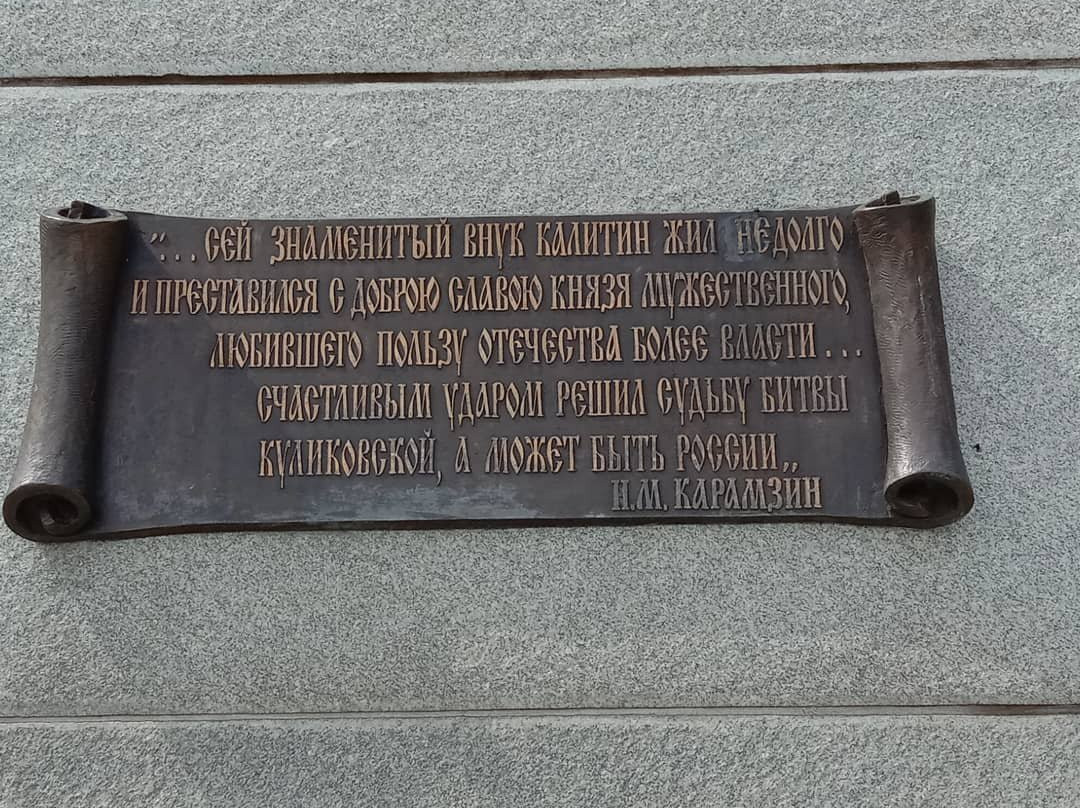 "... СЕЙ ЗНАМЕНИТЫЙ ВНУК КАЛИТИН ЖИЛ НЕДОЛГО
И ПРЕСТАВИЛСЯ С ДОБРОЮ СЛАВОЮ КНЯЗЯ МУЖЕСТВЕННОГО,
ЛЮБИВШЕГО ПОЛЬЗУ ОТЕЧЕСТВА БОЛЕЕ ВЛАСТИ...
СЧАСТЛИВЫМ УДАРОМ РЕШИЛ СУДЬБУ БИТВЫ
КУЛИКОВСКОЙ, А МОЖЕТ БЫТЬ РОССИИ,,
Н.М. КАРАМЗИН